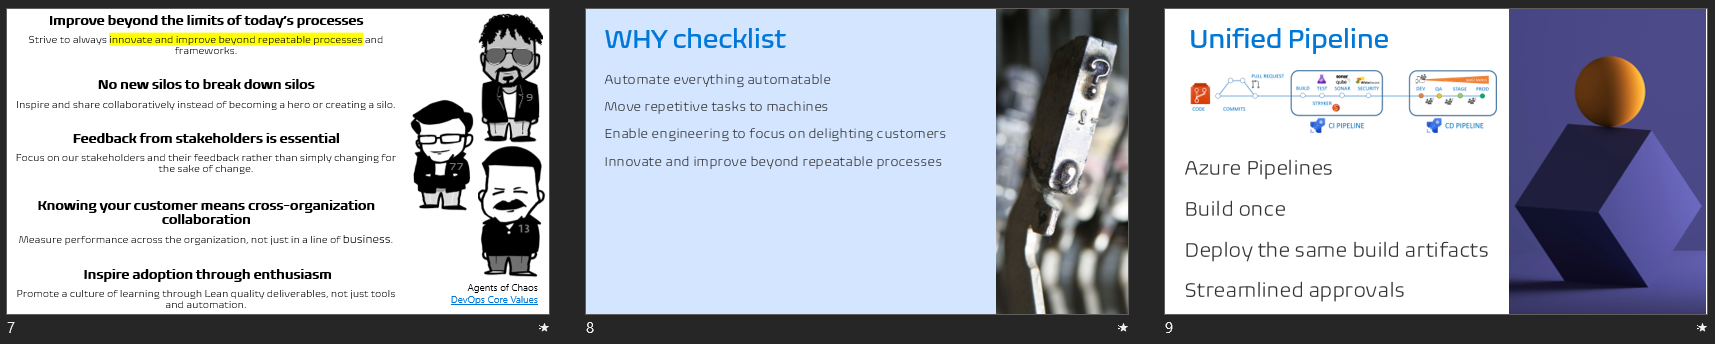 Improve beyond the limits of today's processes
Strive to always innovate and improve beyond repeatable processes and
frameworks.
No new silos to break down silos
Inspire and share collaboratively instead of becoming a hero or creating a silo.
Feedback from stakeholders is essential
Focus on our stakeholders and their feedback rather than simply changing for
the sake of change.
Knowing your customer means cross-organization
collaboration
Measure performance across the organization, not just in a line of business.
Inspire adoption through enthusiasm
Promote a culture of learning through Lean quality deliverables, not just tools
and automation.
9
77
13
Agents of Chaos
DevOps Core Values
7
WHY checklist
Automate everything automatable
Move repetitive tasks to machines
Enable engineering to focus on delighting customers
Innovate and improve beyond repeatable processes
?
8
Unified Pipeline
CODE
COMMITS
PULL REQUEST
sonar
qube
BUILD TEST SONAR SECURITY
STRYKER
CI PIPELINE
DEV QA STAGE PROD
CD PIPELINE
Azure Pipelines
Build once
Deploy the same build artifacts
Streamlined approvals
9